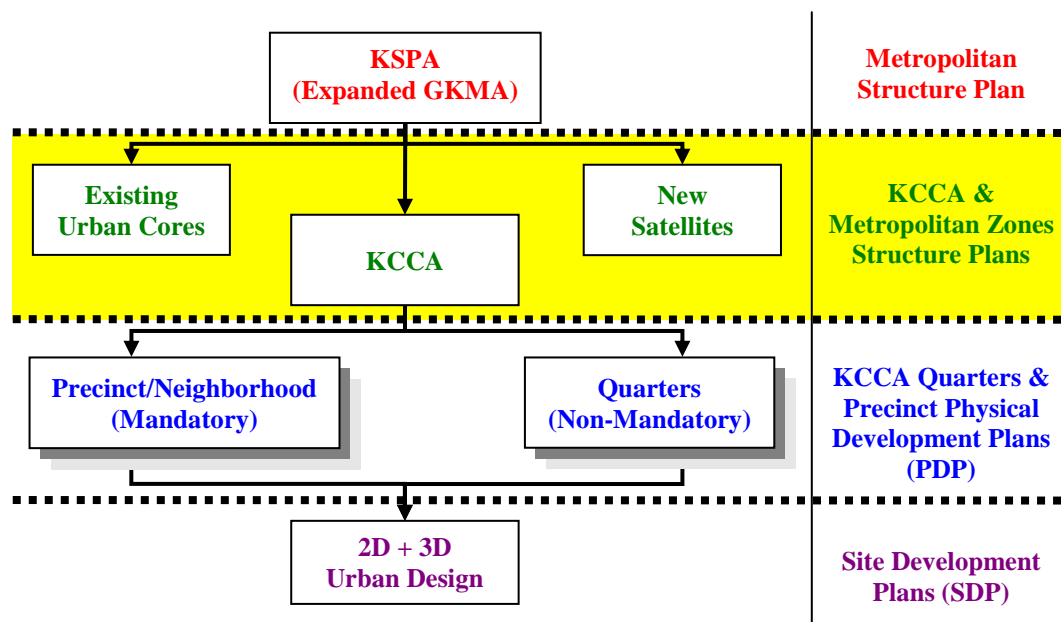 KSPA
(Expanded GKMA)
Metropolitan
Structure Plan
Existing
Urban Cores
KCCA
New
Satellites
KCCA &
Metropolitan Zones
Structure Plans
Precinct/Neighborhood
(Mandatory)
Quarters
(Non-Mandatory)
KCCA Quarters &
Precinct Physical
Development Plans
(PDP)
2D + 3D
Urban Design
Site Development
Plans (SDP)